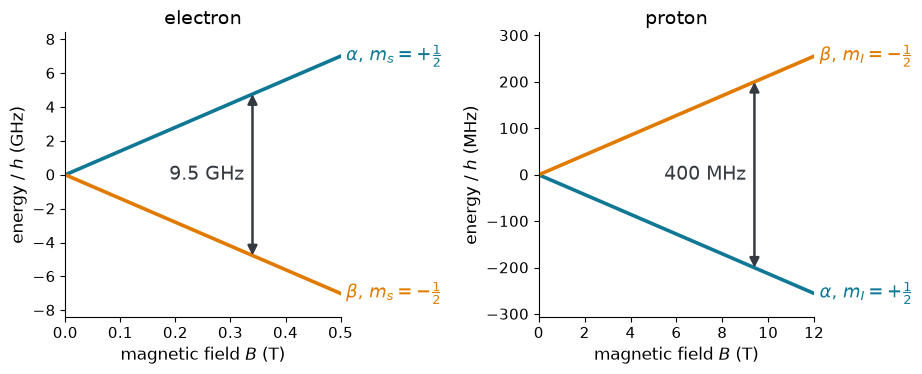 electron
energy / h (GHz)
8
6
4
2
0
−2
−4
−6
−8
0.0 0.1 0.2 0.3 0.4 0.5
magnetic field B (T)
9.5 GHz
α, mₛ = +½
β, mₛ = −½
proton
energy / h (MHz)
300
200
100
0
−100
−200
−300
0 2 4 6 8 10 12
magnetic field B (T)
400 MHz
β, m_I = −½
α, m_I = +½